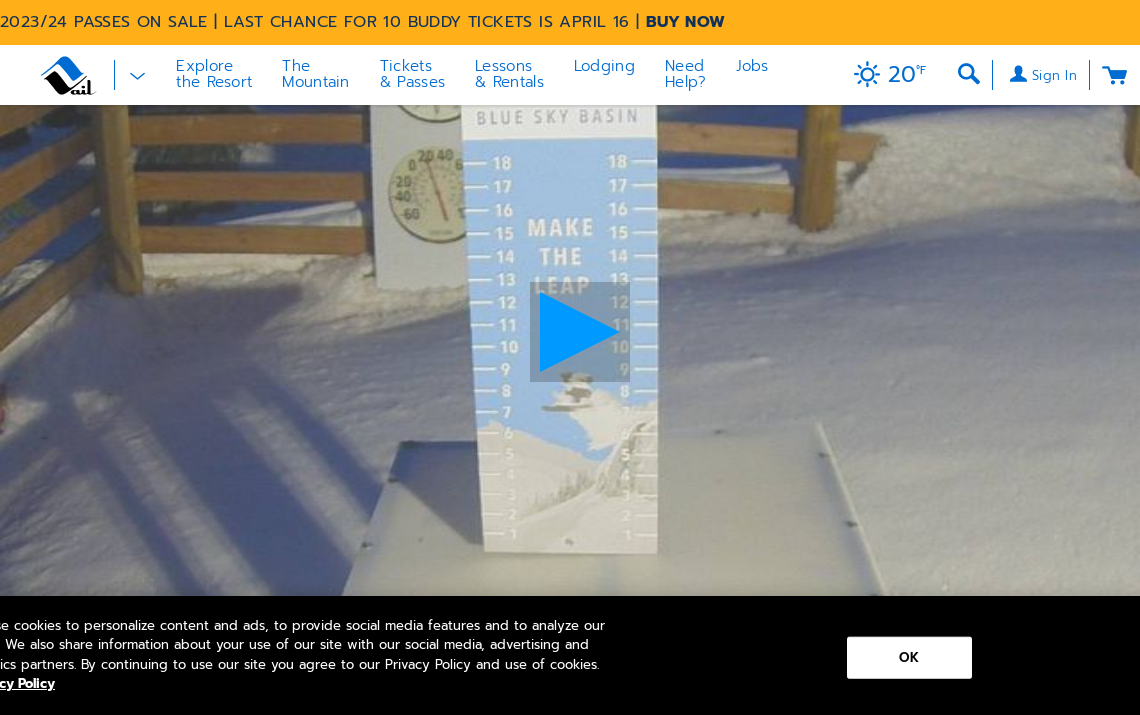 2023/24 PASSES ON SALE | LAST CHANCE FOR 10 BUDDY TICKETS IS APRIL 16 | BUY NOW
Vail
Explore
the Resort
The
Mountain
Tickets
& Passes
Lessons
& Rentals
Lodging
Need
Help?
Jobs
20°F
Sign In
BLUE SKY BASIN
18 18
17 17
16 16
15 15
14 14
13 13
12 12
11 11
10 10
9 9
8 8
7 7
6 6
5 5
4 4
3 3
2 2
1 1
MAKE
THE
LEAP
0 20 40 6
20
40
-60
se cookies to personalize content and ads, to provide social media features and to analyze our
We also share information about your use of our site with our social media, advertising and
ics partners. By continuing to use our site you agree to our Privacy Policy and use of cookies.
cy Policy
OK